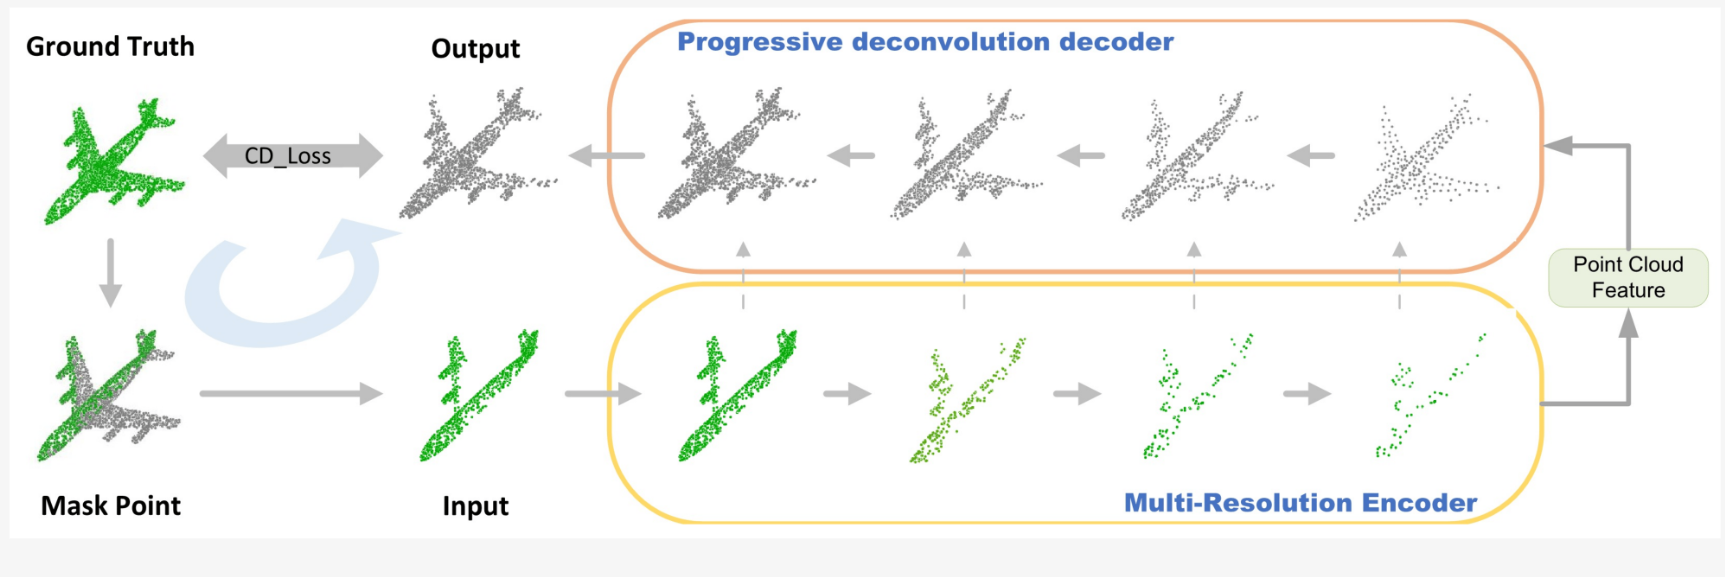 Ground Truth
Output
Progressive deconvolution decoder
CD_Loss
Point Cloud
Feature
Mask Point
Input
Multi-Resolution Encoder